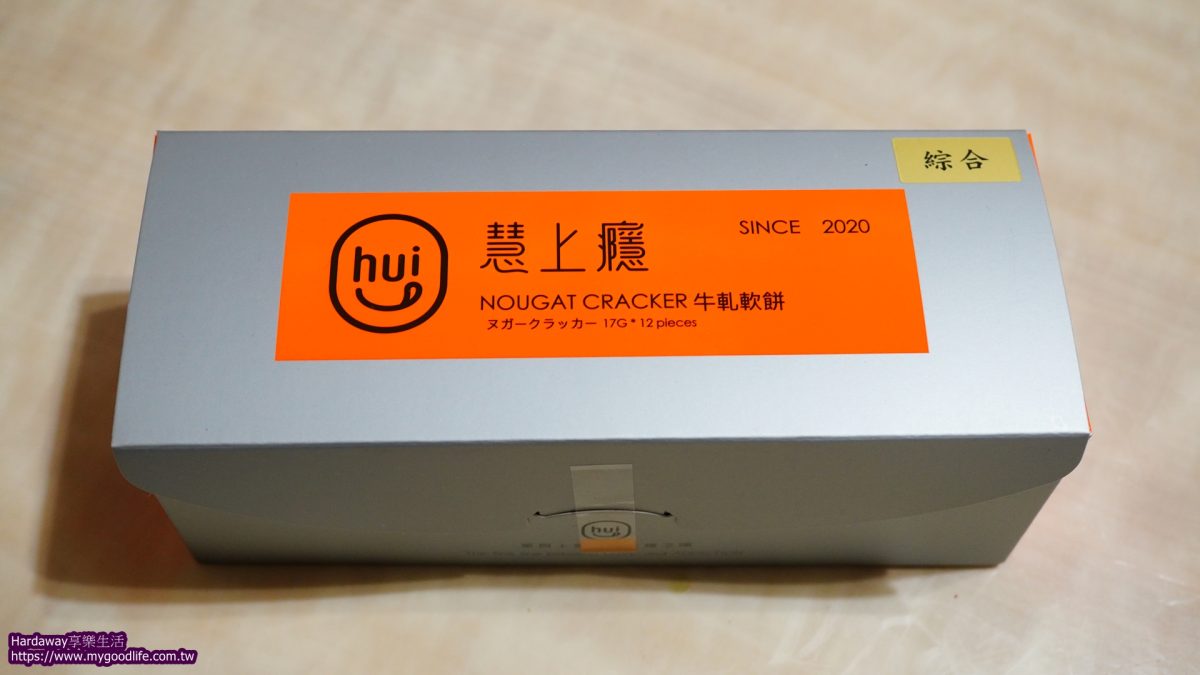 綜合
hui
慧上癮
SINCE 2020
NOUGAT CRACKER 牛軋軟餅
ヌガークラッカー 17G * 12 pieces
hui
Hardaway享樂生活
https://www.mygoodlife.com.tw